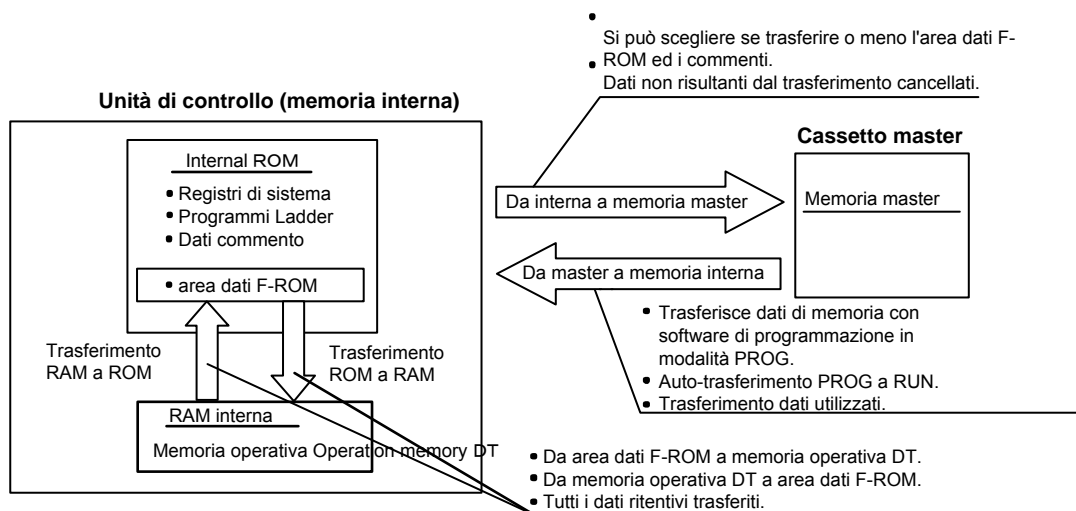 • Si può scegliere se trasferire o meno l'area dati F-
• ROM ed i commenti.
Dati non risultanti dal trasferimento cancellati.
Unità di controllo (memoria interna)
Cassetto master
Internal ROM
• Registri di sistema
• Programmi Ladder
• Dati commento
• area dati F-ROM
Da interna a memoria master
Memoria master
Da master a memoria interna
• Trasferisce dati di memoria con
software di programmazione in
modalità PROG.
• Auto-trasferimento PROG a RUN.
• Trasferimento dati utilizzati.
Trasferimento
RAM a ROM
Trasferimento
ROM a RAM
RAM interna
Memoria operativa Operation memory DT
• Da area dati F-ROM a memoria operativa DT.
• Da memoria operativa DT a area dati F-ROM.
• Tutti i dati ritentivi trasferiti.